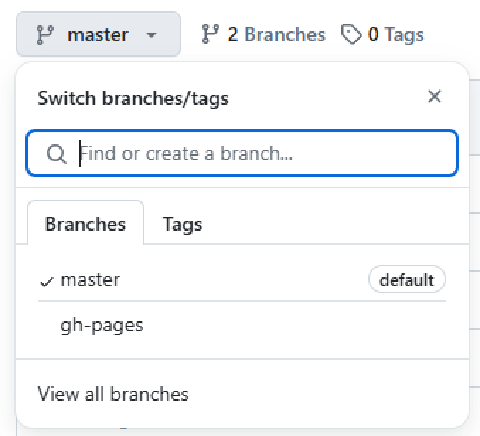 master 2 Branches 0 Tags
Switch branches/tags
Find or create a branch...
Branches Tags
master default
gh-pages
View all branches